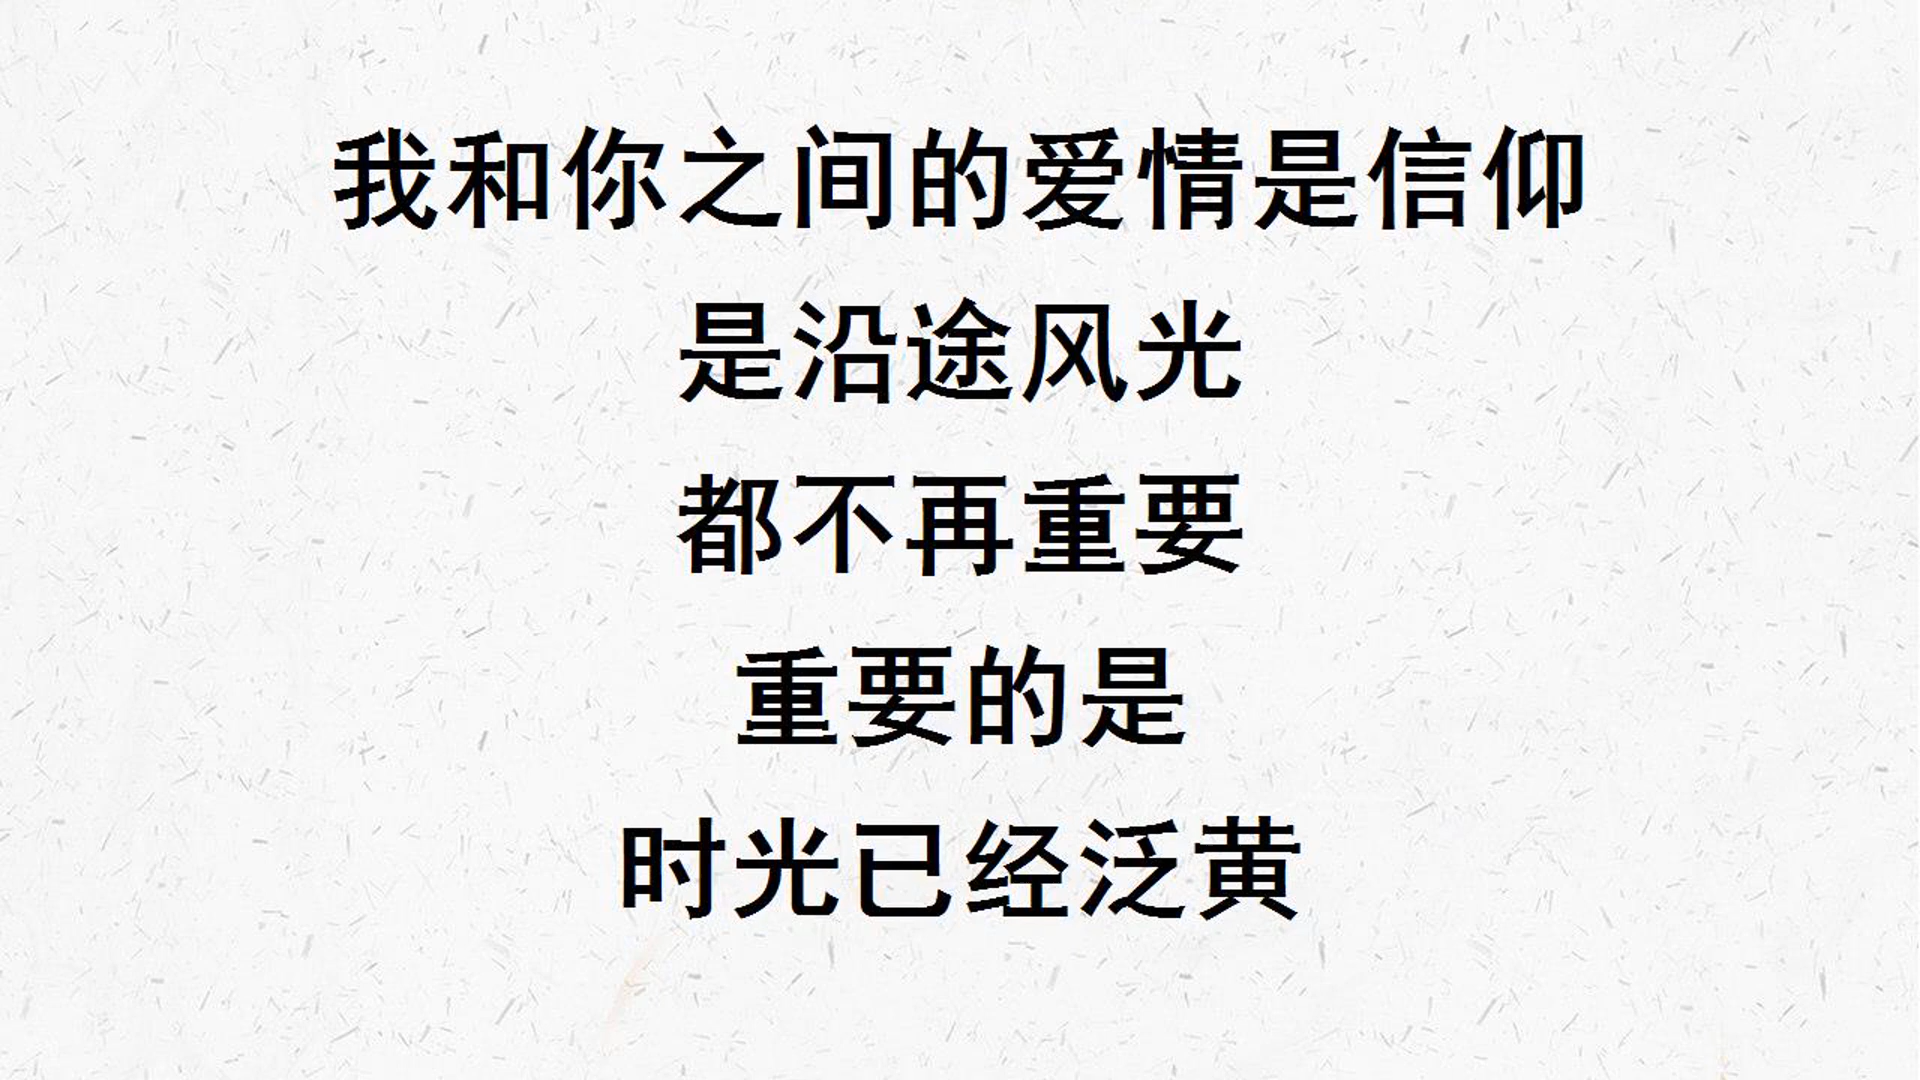 我和你之间的爱情是信仰
是沿途风光
都不再重要
重要的是
时光已经泛黄